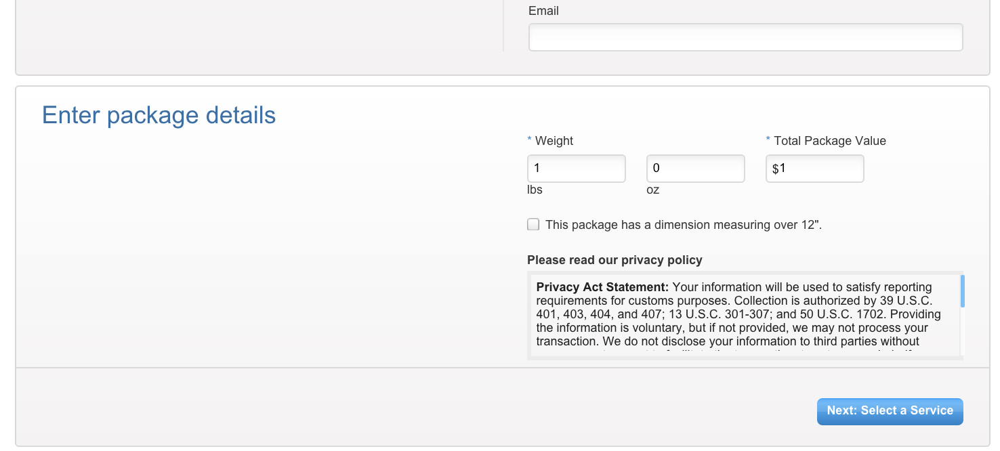 Email
Enter package details
* Weight
* Total Package Value
1
0
$1
lbs
oz
This package has a dimension measuring over 12".
Please read our privacy policy
Privacy Act Statement: Your information will be used to satisfy reporting
requirements for customs purposes. Collection is authorized by 39 U.S.C.
401, 403, 404, and 407; 13 U.S.C. 301-307; and 50 U.S.C. 1702. Providing
the information is voluntary, but if not provided, we may not process your
transaction. We do not disclose your information to third parties without
Next: Select a Service